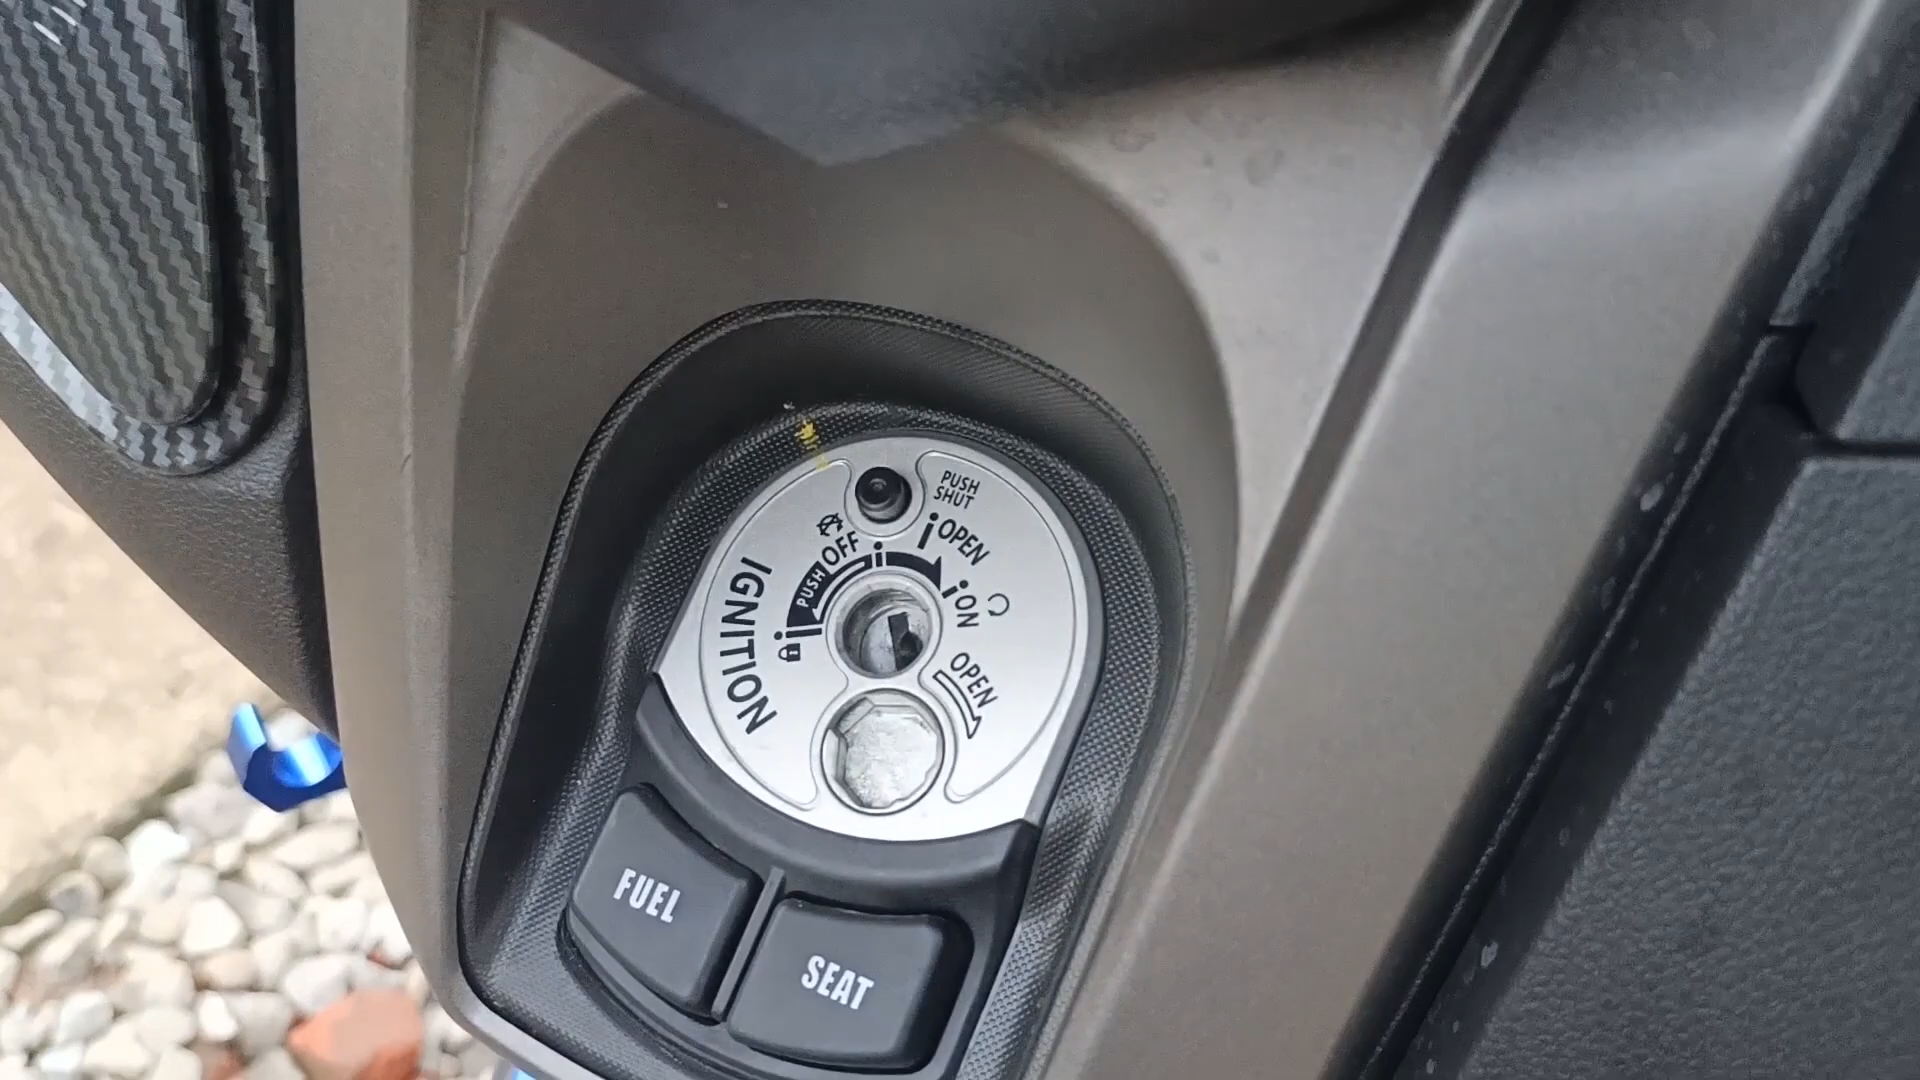 PUSH
SHUT
OPEN
OFF
PUSH
ON
IGNITION
OPEN
FUEL
SEAT